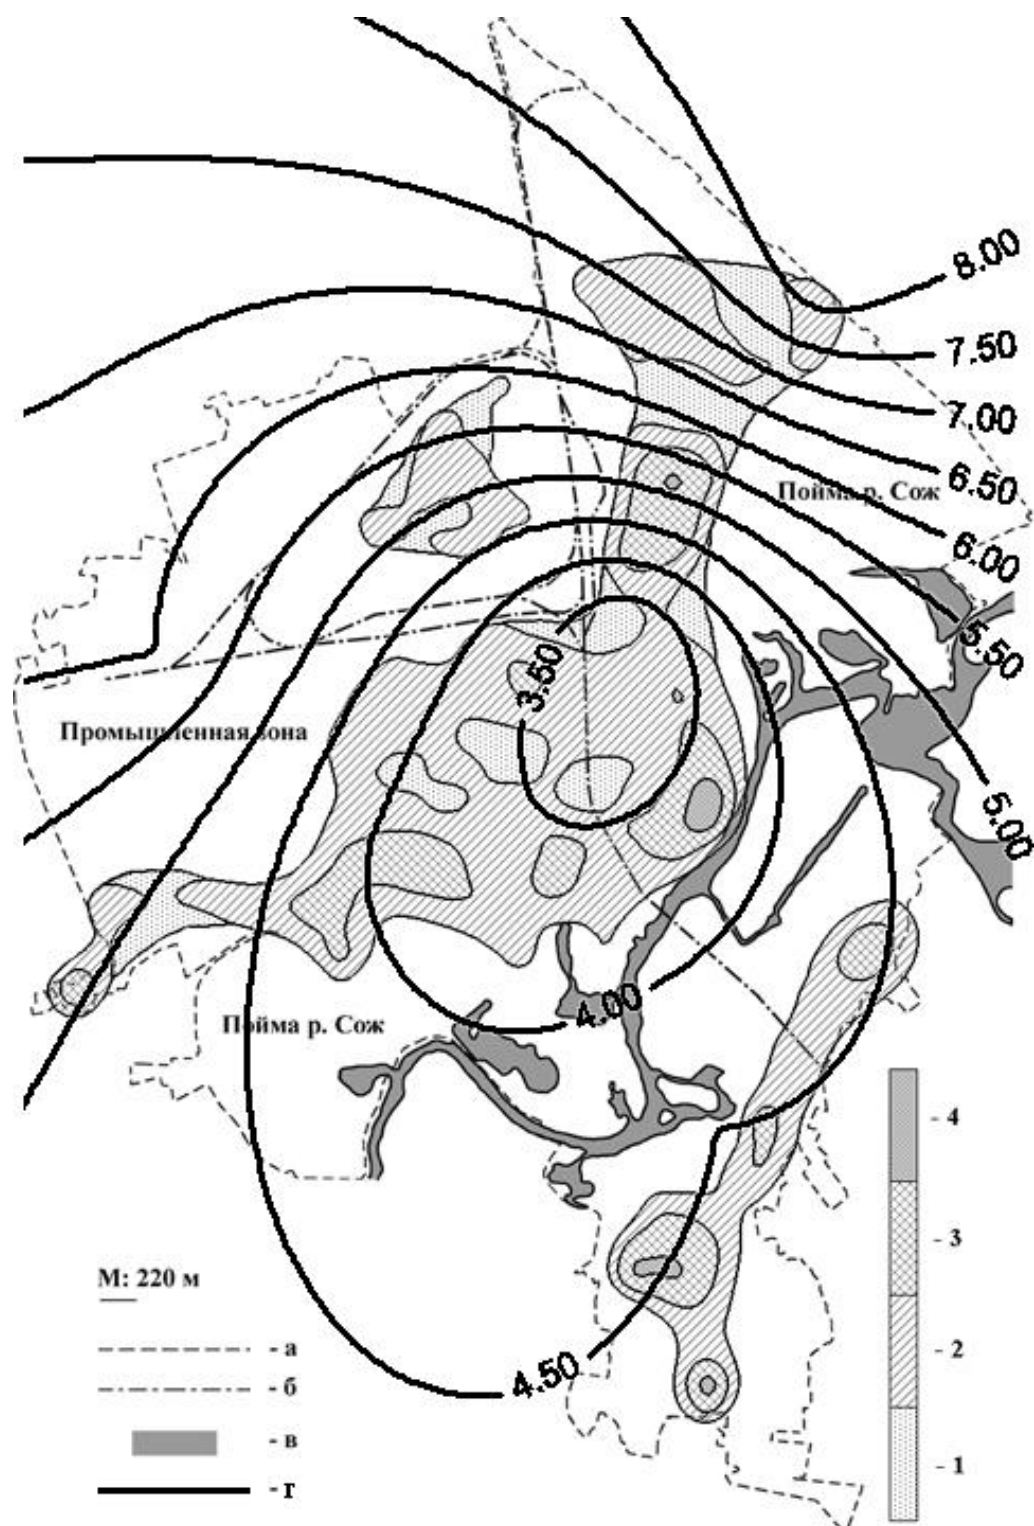 8.00
7.50
7.00
Пойма р. Сож
6.50
6.00
5.50
3.50
Промышленная зона
5.00
4.00
Пойма р. Сож
- 4
- 3
М: 220 м
- а
- 2
4.50
- б
- в
- 1
- г